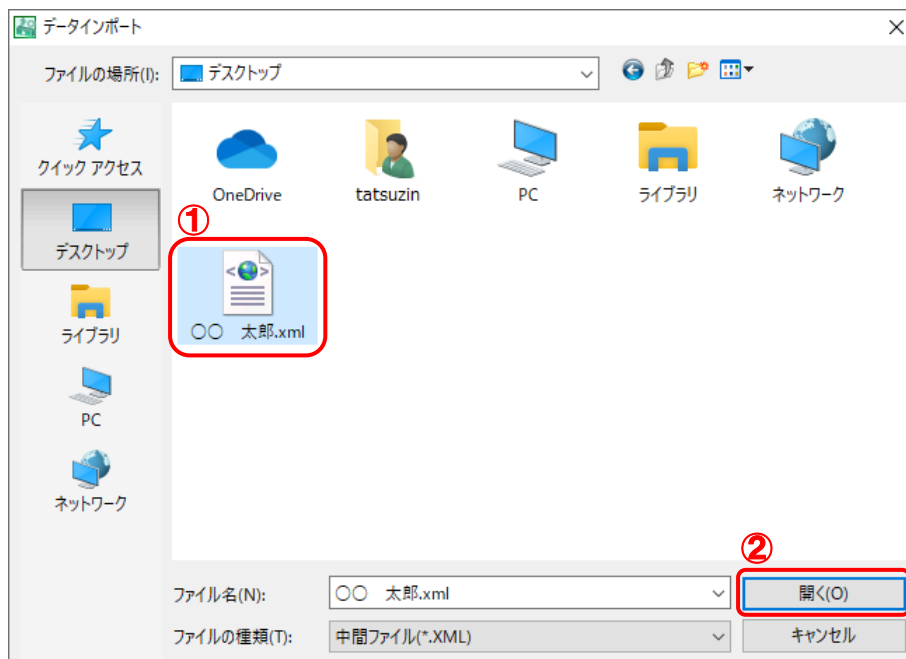 データインポート
ファイルの場所(I):
デスクトップ
クイック アクセス
デスクトップ
ライブラリ
PC
ネットワーク
OneDrive
tatsuzin
PC
ライブラリ
ネットワーク
①
〇〇　太郎.xml
②
ファイル名(N):
〇〇　太郎.xml
開く(O)
ファイルの種類(T):
中間ファイル(*.XML)
キャンセル